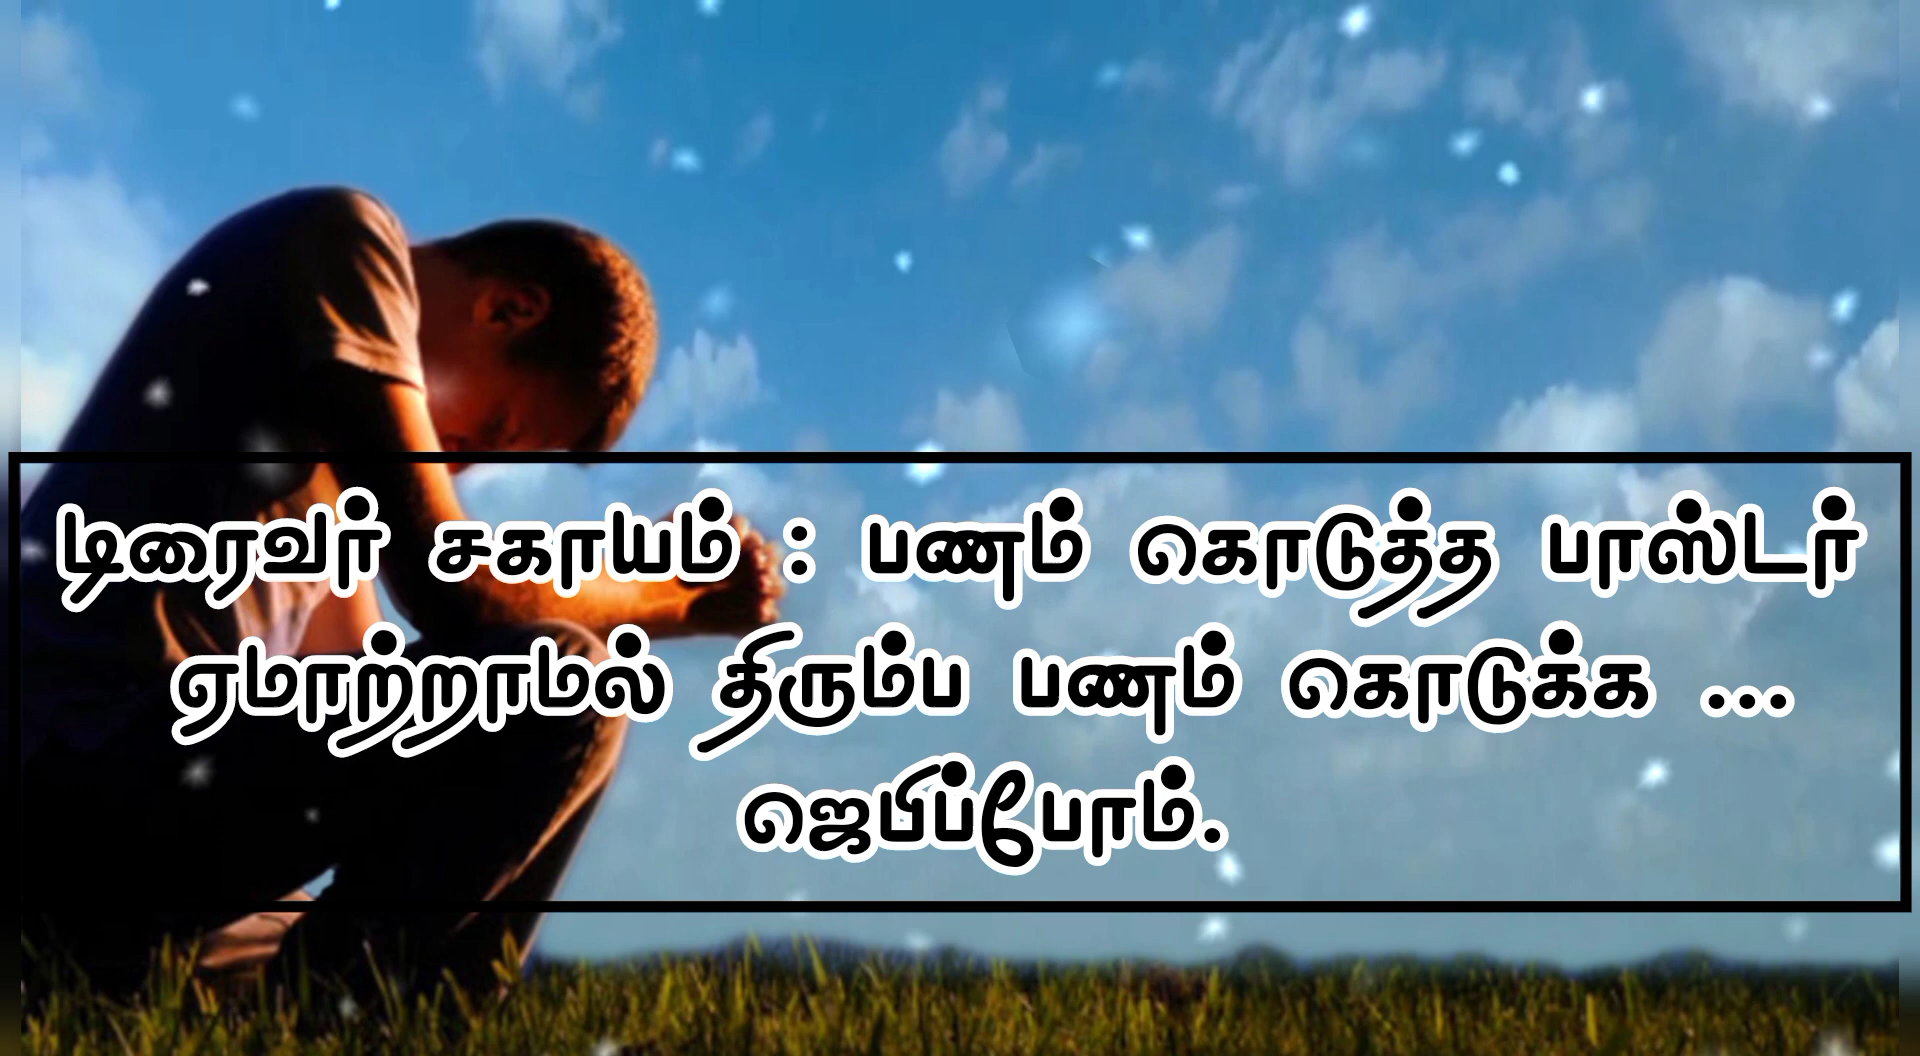 டிரைவர் சகாயம் : பணம் கொடுத்த பாஸ்டர்
ஏமாற்றாமல் திரும்ப பணம் கொடுக்க ...
ஜெபிப்போம்.